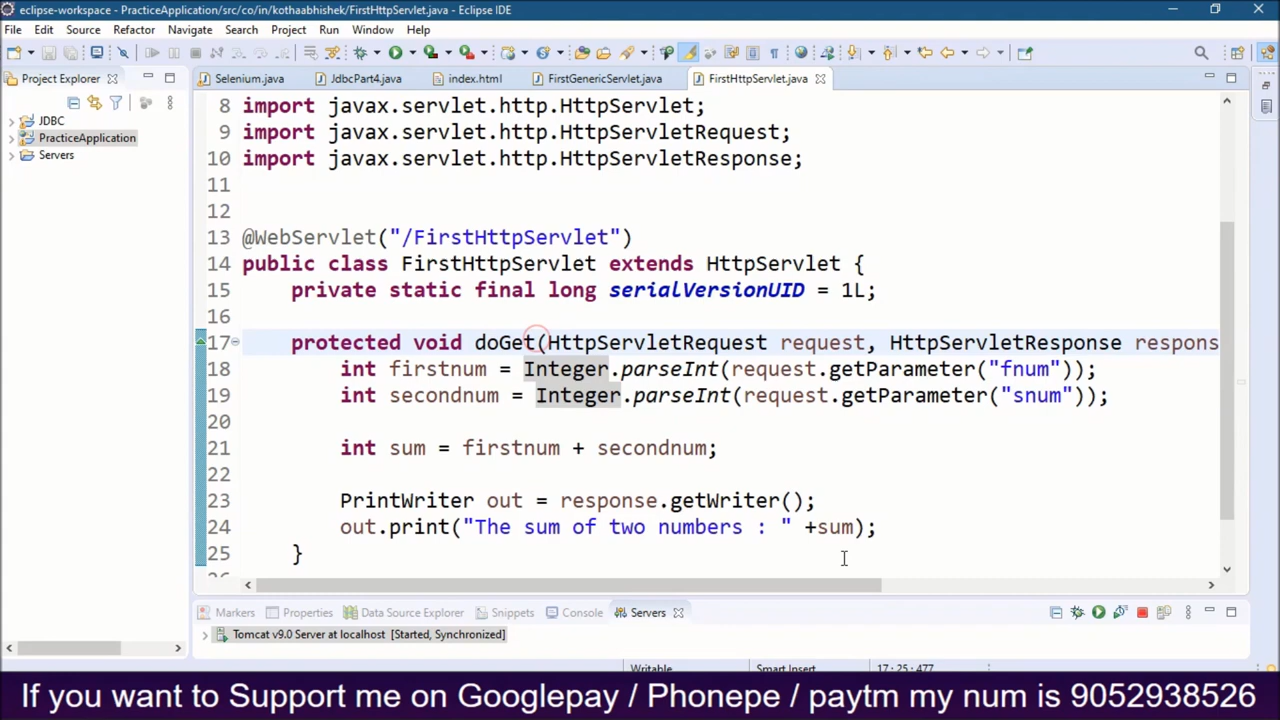 eclipse-workspace - PracticeApplication/src/co/in/kothaabhishek/FirstHttpServlet.java - Eclipse IDE
File Edit Source Refactor Navigate Search Project Run Window Help
Project Explorer
Selenium.java JdbcPart4.java index.html FirstGenericServlet.java FirstHttpServlet.java
JDBC
PracticeApplication
Servers
8 import javax.servlet.http.HttpServlet;
9 import javax.servlet.http.HttpServletRequest;
10 import javax.servlet.http.HttpServletResponse;
11
12
13 @WebServlet("/FirstHttpServlet")
14 public class FirstHttpServlet extends HttpServlet {
15 private static final long serialVersionUID = 1L;
16
17 protected void doGet(HttpServletRequest request, HttpServletResponse respons
18 int firstnum = Integer.parseInt(request.getParameter("fnum"));
19 int secondnum = Integer.parseInt(request.getParameter("snum"));
20
21 int sum = firstnum + secondnum;
22
23 PrintWriter out = response.getWriter();
24 out.print("The sum of two numbers : " +sum);
25 }
Markers Properties Data Source Explorer Snippets Console Servers
Tomcat v9.0 Server at localhost [Started, Synchronized]
Writable Smart Insert 17 : 25 : 477
If you want to Support me on Googlepay / Phonepe / paytm my num is 9052938526